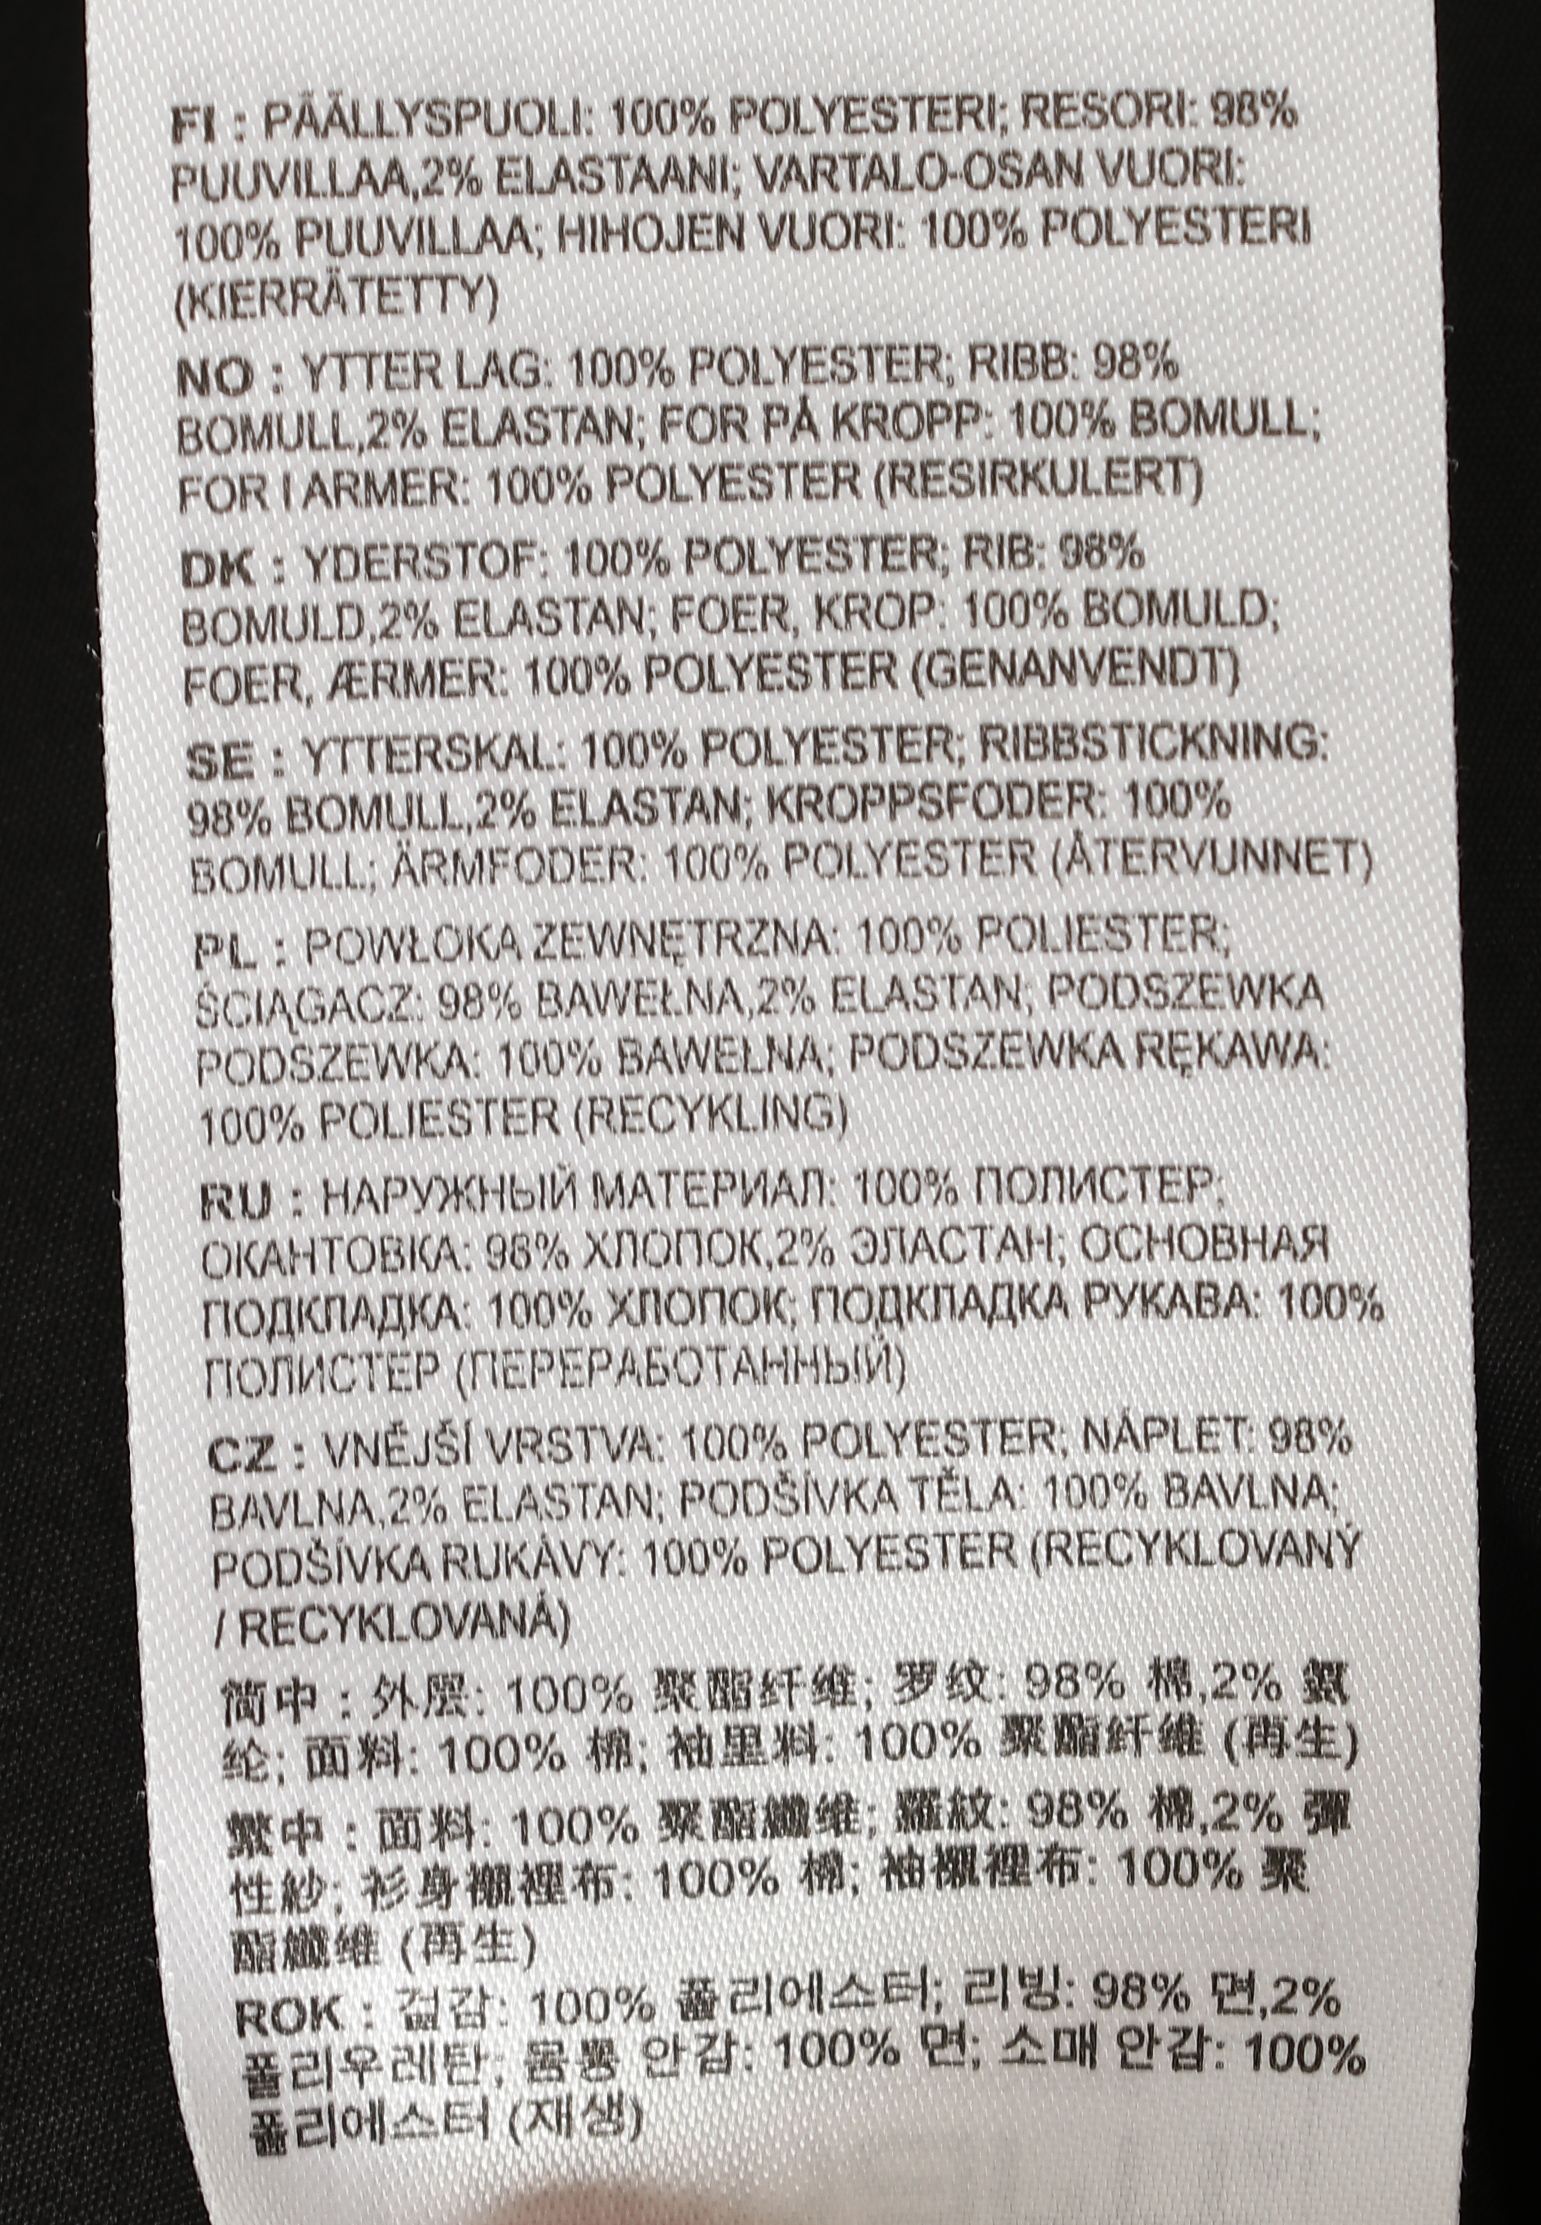 FI : PÄÄLLYSPUOLI: 100% POLYESTERI; RESORI: 98%
PUUVILLAA,2% ELASTAANI; VARTALO-OSAN VUORI:
100% PUUVILLAA; HIHOJEN VUORI: 100% POLYESTERI
(KIERRÄTETTY)
NO : YTTER LAG: 100% POLYESTER; RIBB: 98%
BOMULL,2% ELASTAN; FOR PÅ KROPP: 100% BOMULL;
FOR I ARMER: 100% POLYESTER (RESIRKULERT)
DK : YDERSTOF: 100% POLYESTER; RIB: 98%
BOMULD,2% ELASTAN; FOER, KROP: 100% BOMULD;
FOER, ÆRMER: 100% POLYESTER (GENANVENDT)
SE : YTTERSKAL: 100% POLYESTER; RIBBSTICKNING:
98% BOMULL,2% ELASTAN; KROPPSFODER: 100%
BOMULL; ÄRMFODER: 100% POLYESTER (ÅTERVUNNET)
PL : POWŁOKA ZEWNĘTRZNA: 100% POLIESTER;
ŚCIĄGACZ: 98% BAWEŁNA,2% ELASTAN; PODSZEWKA
PODSZEWKA: 100% BAWEŁNA; PODSZEWKA RĘKAWA:
100% POLIESTER (RECYKLING)
RU : НАРУЖНЫЙ МАТЕРИАЛ: 100% ПОЛИСТЕР;
ОКАНТОВКА: 98% ХЛОПОК,2% ЭЛАСТАН; ОСНОВНАЯ
ПОДКЛАДКА: 100% ХЛОПОК; ПОДКЛАДКА РУКАВА: 100%
ПОЛИСТЕР (ПЕРЕРАБОТАННЫЙ)
CZ : VNĚJŠÍ VRSTVA: 100% POLYESTER; NÁPLET: 98%
BAVLNA,2% ELASTAN; PODŠÍVKA TĚLA: 100% BAVLNA;
PODŠÍVKA RUKÁVY: 100% POLYESTER (RECYKLOVANÝ
/ RECYKLOVANÁ)
简中 : 外层: 100% 聚酯纤维; 罗纹: 98% 棉,2% 氨
纶; 面料: 100% 棉; 袖里料: 100% 聚酯纤维 (再生)
繁中 : 面料: 100% 聚酯纖维; 羅紋: 98% 棉,2% 彈
性紗; 衫身襯裡布: 100% 棉; 袖襯裡布: 100% 聚
酯纖维 (再生)
ROK : 겉감: 100% 폴리에스터; 리빙: 98% 면,2%
폴리우레탄; 몸통 안감: 100% 면; 소매 안감: 100%
폴리에스터 (재생)